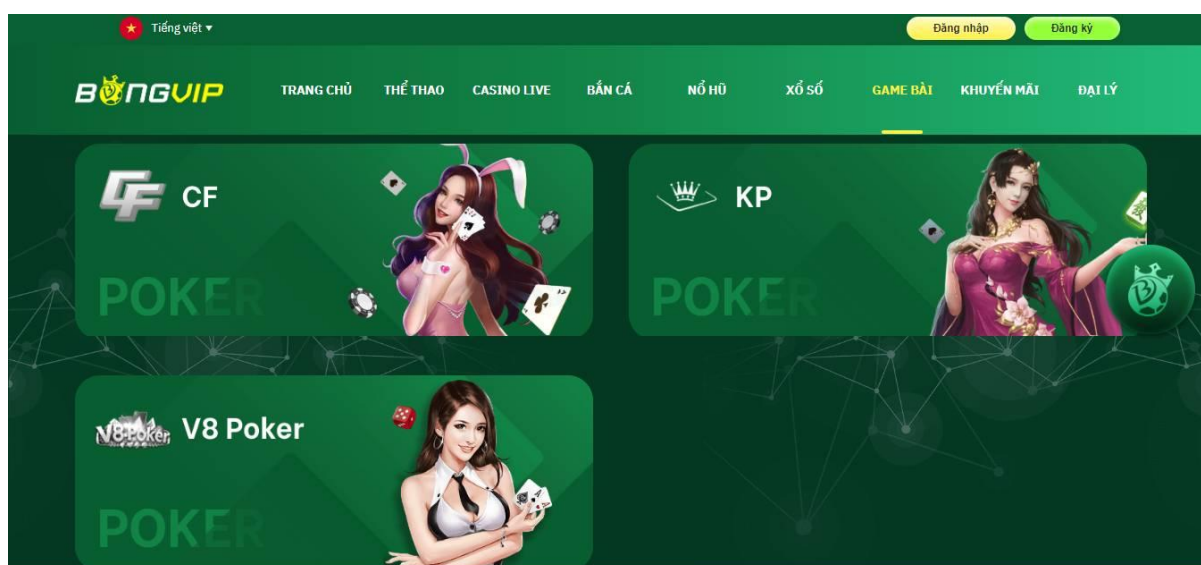 Tiếng việt
Đăng nhập
Đăng ký
BONGVIP
TRANG CHỦ
THỂ THAO
CASINO LIVE
BẮN CÁ
NỔ HŨ
XỔ SỐ
GAME BÀI
KHUYẾN MÃI
ĐẠI LÝ
CF
CF
POKER
KP
POKER
V8 Poker
V8 Poker
POKER